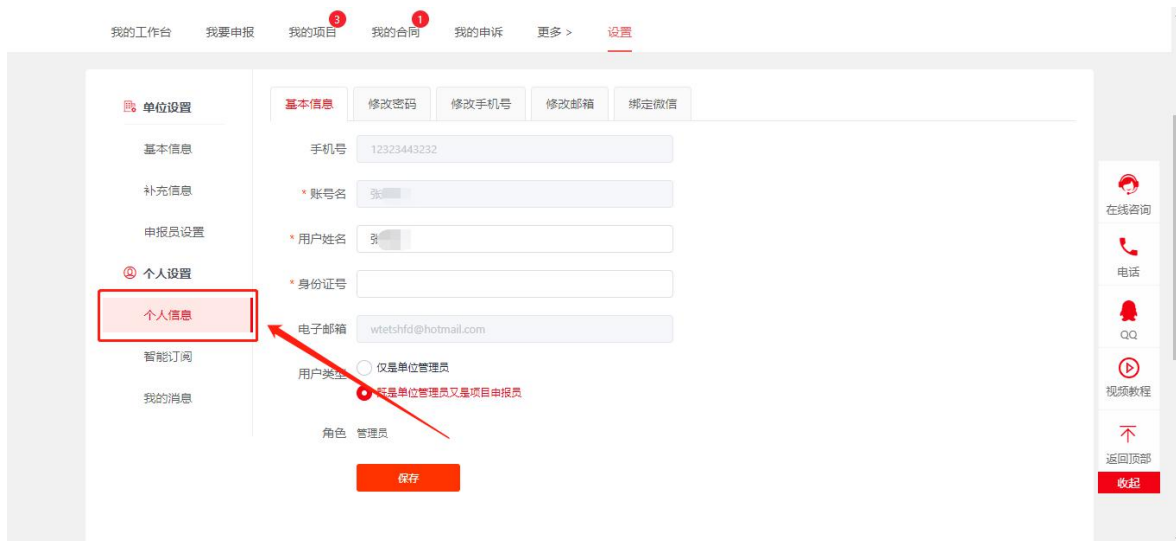 我的工作台 我要申报 我的项目 3 我的合同 1 我的申诉 更多 > 设置
单位设置
基本信息
补充信息
申报员设置
个人设置
个人信息
智能订阅
我的消息
基本信息 修改密码 修改手机号 修改邮箱 绑定微信
手机号 12323443232
* 账号名 张
* 用户姓名
* 身份证号
电子邮箱 wtetshfd@hotmail.com
用户类型 仅是单位管理员
既是单位管理员又是项目申报员
角色 管理员
保存
在线咨询
电话
QQ
视频教程
返回顶部
收起